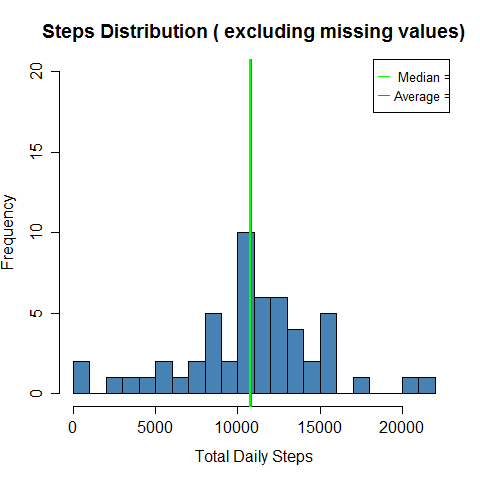 Steps Distribution ( excluding missing values)
Median =
Average =
20
15
10
5
0
Frequency
0 5000 10000 15000 20000
Total Daily Steps